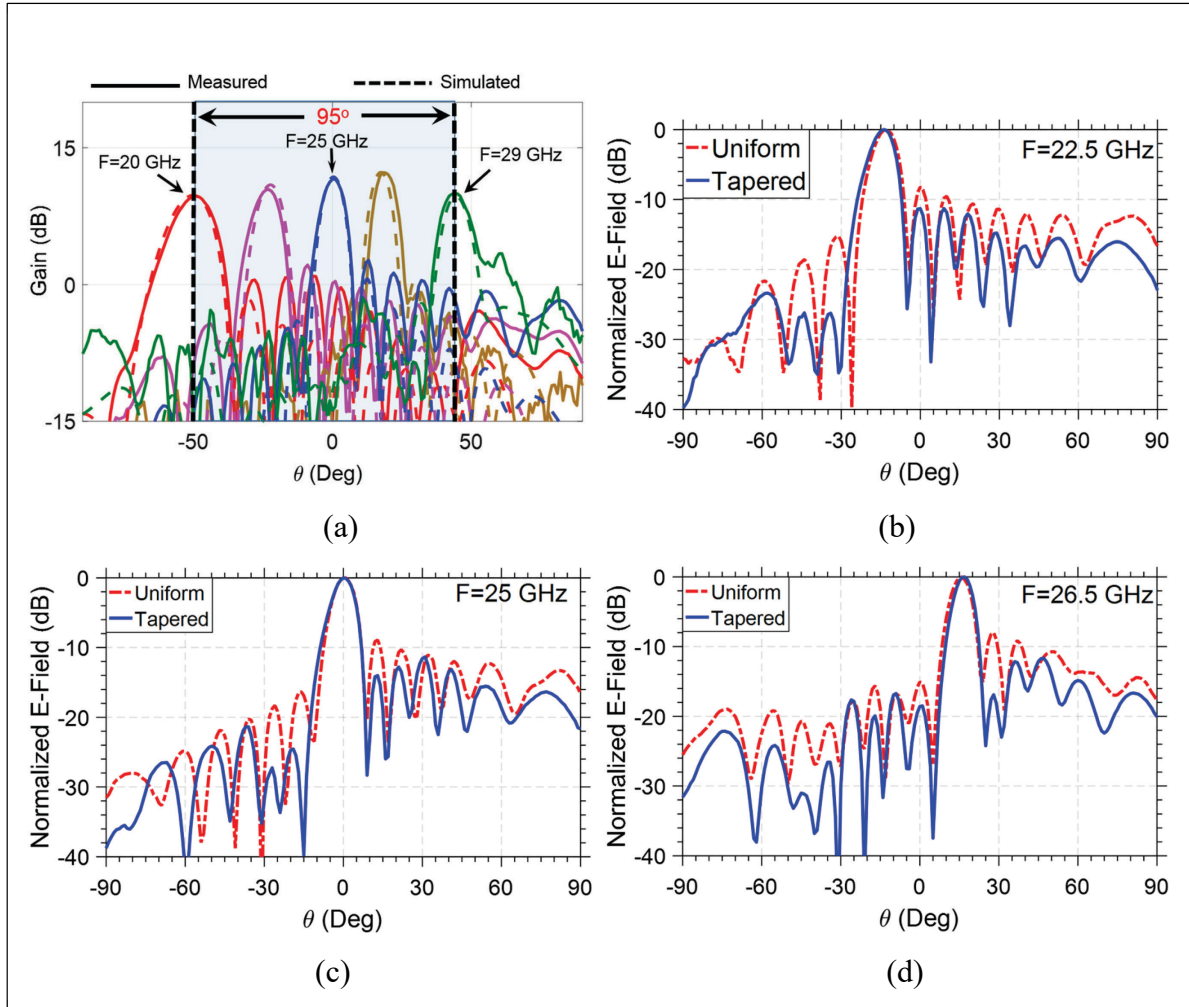 Measured Simulated
95°
F=25 GHz
F=20 GHz
F=29 GHz
15
0
-15
Gain (dB)
-50 0 50
θ (Deg)
(a)
Uniform
Tapered
F=22.5 GHz
0
-10
-20
-30
-40
Normalized E-Field (dB)
-90 -60 -30 0 30 60 90
θ (Deg)
(b)
Uniform
Tapered
F=25 GHz
0
-10
-20
-30
-40
Normalized E-Field (dB)
-90 -60 -30 0 30 60 90
θ (Deg)
(c)
Uniform
Tapered
F=26.5 GHz
0
-10
-20
-30
-40
Normalized E-Field (dB)
-90 -60 -30 0 30 60 90
θ (Deg)
(d)